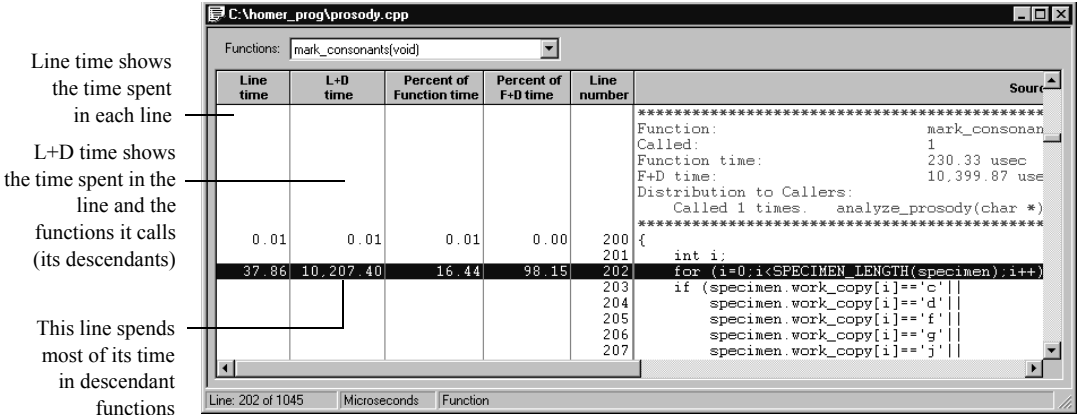 C:\homer_prog\prosody.cpp
Functions: mark_consonants(void)
Line time
L+D time
Percent of Function time
Percent of F+D time
Line number
Sourc
*****************************************
Function: mark_consonan
Called: 1
Function time: 230.33 usec
F+D time: 10,399.87 use
Distribution to Callers:
Called 1 times. analyze_prosody(char *)
*****************************************
0.01 0.01 0.01 0.00 200 {
201 int i;
37.86 10,207.40 16.44 98.15 202 for (i=0;i<SPECIMEN_LENGTH(specimen);i++)
203 if (specimen.work_copy[i]=='c'||
204 specimen.work_copy[i]=='d'||
205 specimen.work_copy[i]=='f'||
206 specimen.work_copy[i]=='g'||
207 specimen.work_copy[i]=='j'||
Line: 202 of 1045 Microseconds Function
Line time shows
the time spent
in each line
L+D time shows
the time spent in the
line and the
functions it calls
(its descendants)
This line spends
most of its time
in descendant
functions